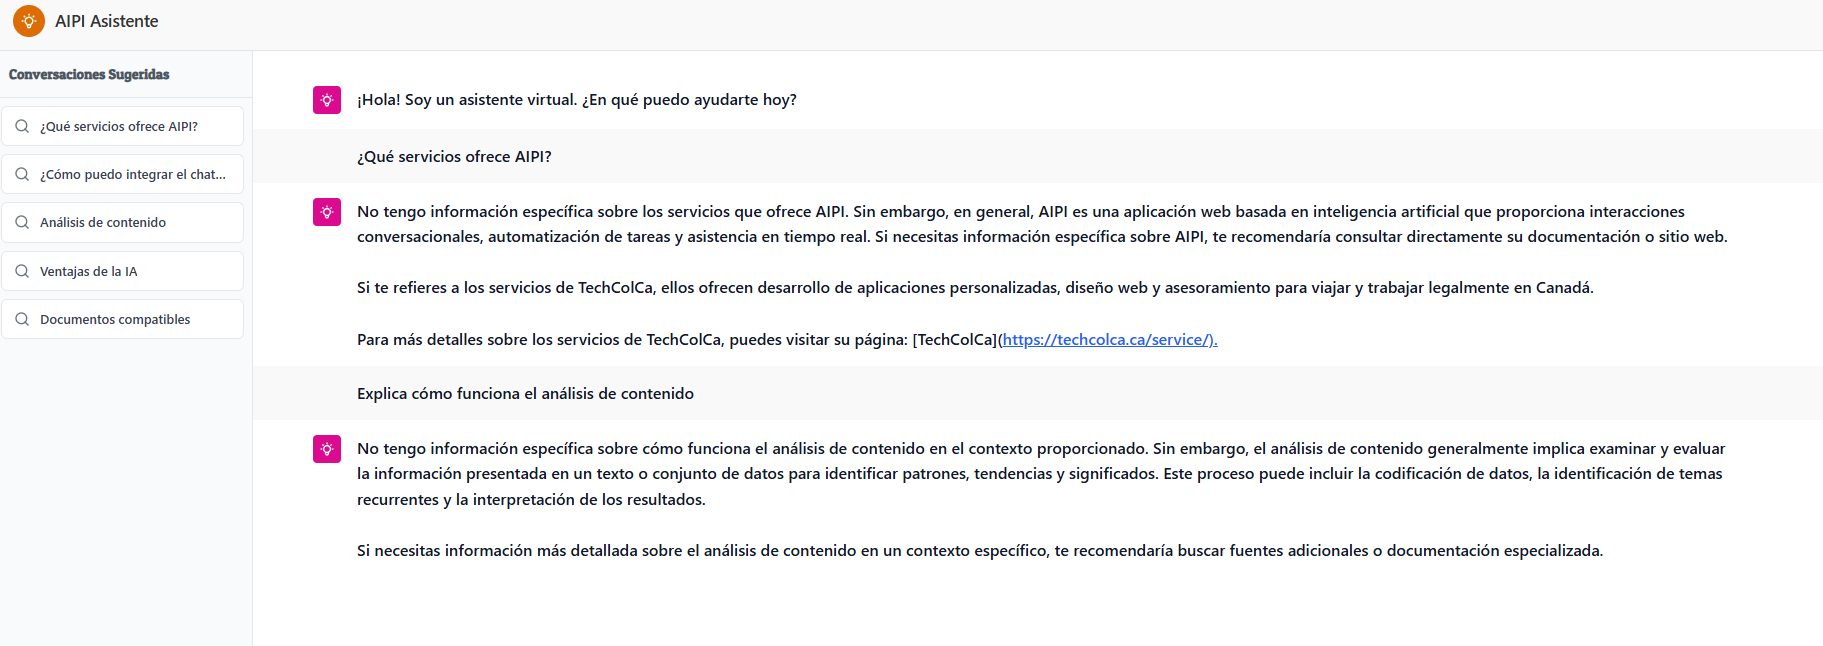 AIPI Asistente
Conversaciones Sugeridas
¿Qué servicios ofrece AIPI?
¿Cómo puedo integrar el chat...
Análisis de contenido
Ventajas de la IA
Documentos compatibles
¡Hola! Soy un asistente virtual. ¿En qué puedo ayudarte hoy?
¿Qué servicios ofrece AIPI?
No tengo información específica sobre los servicios que ofrece AIPI. Sin embargo, en general, AIPI es una aplicación web basada en inteligencia artificial que proporciona interacciones
conversacionales, automatización de tareas y asistencia en tiempo real. Si necesitas información específica sobre AIPI, te recomendaría consultar directamente su documentación o sitio web.
Si te refieres a los servicios de TechColCa, ellos ofrecen desarrollo de aplicaciones personalizadas, diseño web y asesoramiento para viajar y trabajar legalmente en Canadá.
Para más detalles sobre los servicios de TechColCa, puedes visitar su página: [TechColCa](https://techcolca.ca/service/).
Explica cómo funciona el análisis de contenido
No tengo información específica sobre cómo funciona el análisis de contenido en el contexto proporcionado. Sin embargo, el análisis de contenido generalmente implica examinar y evaluar
la información presentada en un texto o conjunto de datos para identificar patrones, tendencias y significados. Este proceso puede incluir la codificación de datos, la identificación de temas
recurrentes y la interpretación de los resultados.
Si necesitas información más detallada sobre el análisis de contenido en un contexto específico, te recomendaría buscar fuentes adicionales o documentación especializada.